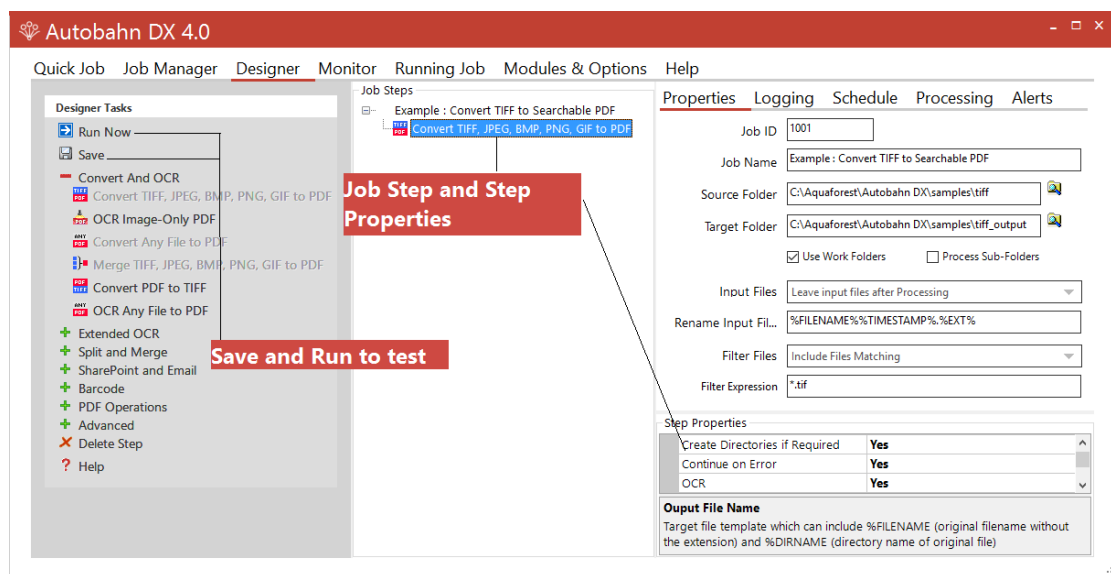 Autobahn DX 4.0
Quick Job Job Manager Designer Monitor Running Job Modules & Options Help
Designer Tasks
Run Now
Save
Convert And OCR
Convert TIFF, JPEG, BMP, PNG, GIF to PDF
OCR Image-Only PDF
Convert Any File to PDF
Merge TIFF, JPEG, BMP, PNG, GIF to PDF
Convert PDF to TIFF
OCR Any File to PDF
Extended OCR
Split and Merge
SharePoint and Email
Barcode
PDF Operations
Advanced
Delete Step
Help
Save and Run to test
Job Steps
Example : Convert TIFF to Searchable PDF
Convert TIFF, JPEG, BMP, PNG, GIF to PDF
Job Step and Step
Properties
Properties Logging Schedule Processing Alerts
Job ID 1001
Job Name Example : Convert TIFF to Searchable PDF
Source Folder C:\Aquaforest\Autobahn DX\samples\tiff
Target Folder C:\Aquaforest\Autobahn DX\samples\tiff_output
Use Work Folders Process Sub-Folders
Input Files Leave input files after Processing
Rename Input Fil... %FILENAME%%TIMESTAMP%.%EXT%
Filter Files Include Files Matching
Filter Expression *.tif
Step Properties
Create Directories if Required Yes
Continue on Error Yes
OCR Yes
Ouput File Name
Target file template which can include %FILENAME (original filename without
the extension) and %DIRNAME (directory name of original file)